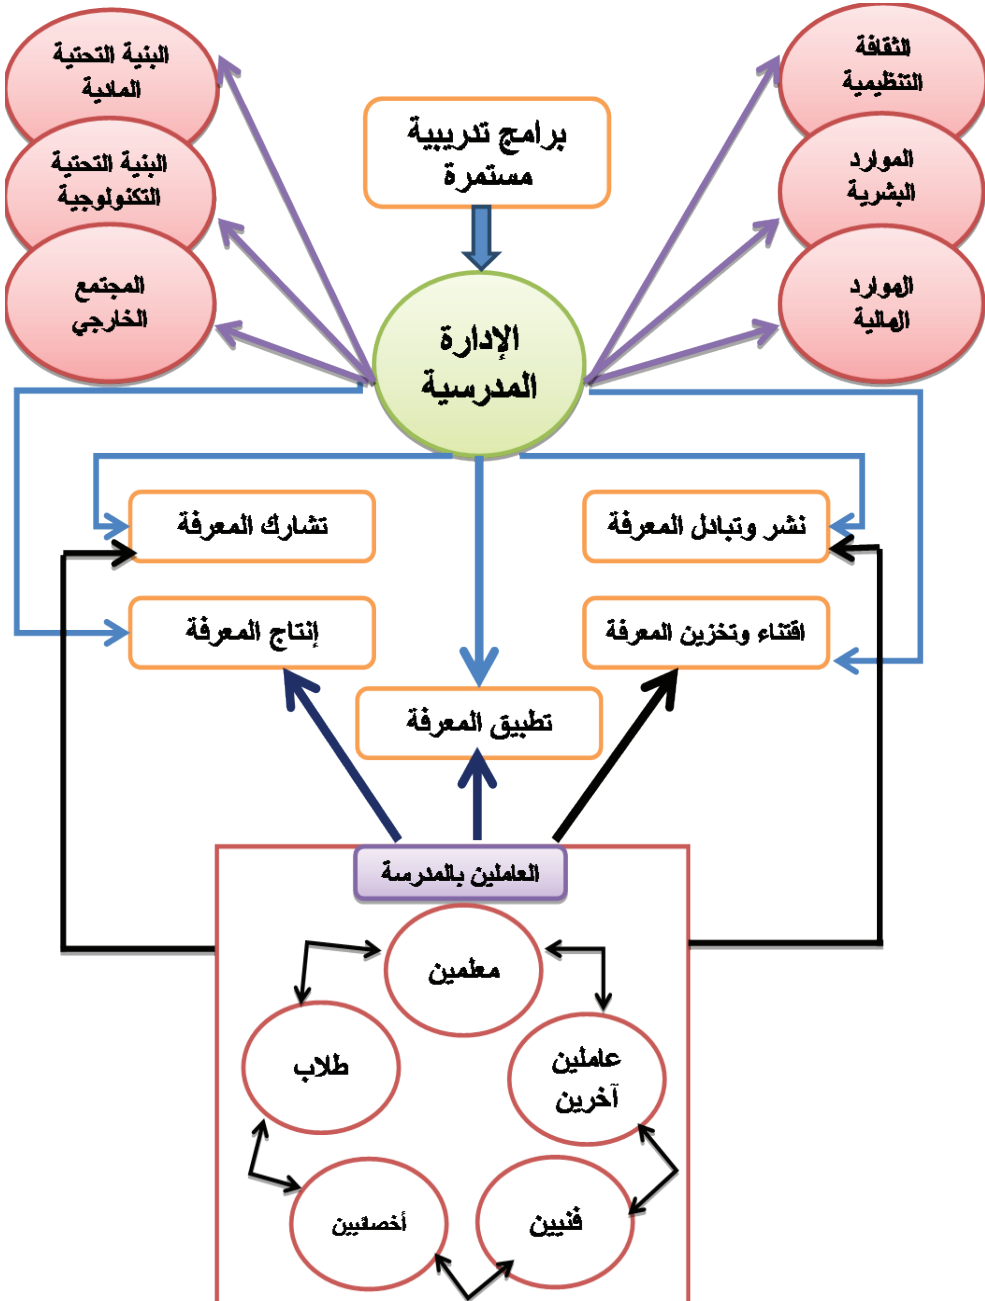 الثقافة
التنظيمية
البنية التحتية
المادية
برامج تدريبية
مستمرة
الموارد
البشرية
البنية التحتية
التكنولوجية
الموارد
المالية
المجتمع
الخارجي
الإدارة
المدرسية
نشر وتبادل المعرفة
تشارك المعرفة
اقتناء وتخزين المعرفة
إنتاج المعرفة
تطبيق المعرفة
العاملين بالمدرسة
معلمين
عاملين
آخرين
طلاب
فنيين
أخصائيين